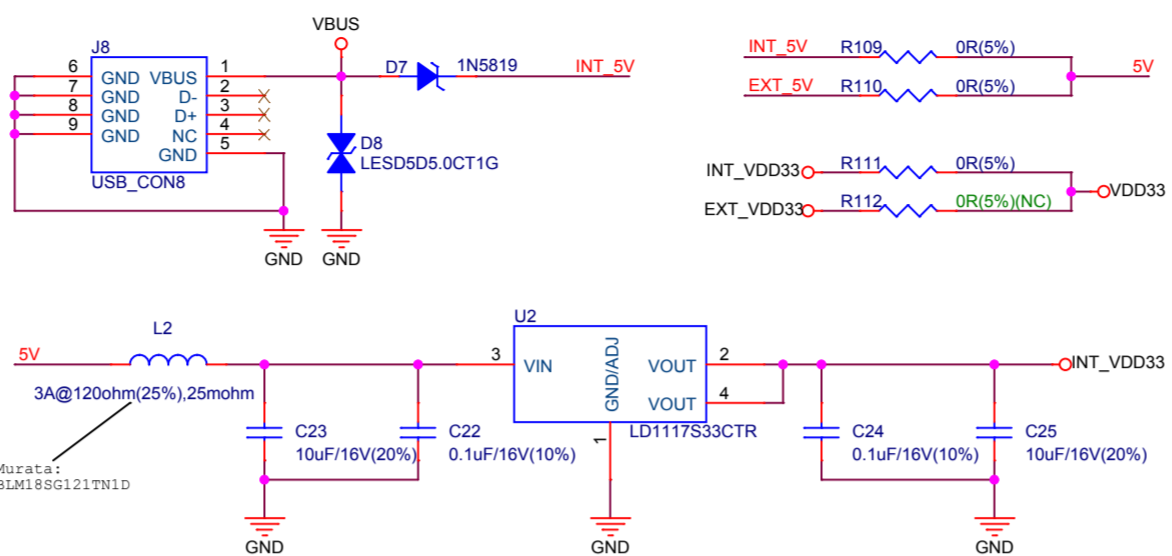 VBUS
J8
6 GND VBUS 1
7 GND D- 2
8 GND D+ 3
9 GND NC 4
GND 5
USB_CON8
D7 1N5819 INT_5V
D8
LESD5D5.0CT1G
GND GND
INT_5V R109 0R(5%)
5V
EXT_5V R110 0R(5%)
INT_VDD33 R111 0R(5%)
VDD33
EXT_VDD33 R112 0R(5%)(NC)
5V L2
3A@120ohm(25%),25mohm
Murata:
BLM18SG121TN1D
C23
10uF/16V(20%)
C22
0.1uF/16V(10%)
GND
U2
3 VIN GND/ADJ VOUT 2
VOUT 4
1
LD1117S33CTR
GND
INT_VDD33
C24
0.1uF/16V(10%)
C25
10uF/16V(20%)
GND